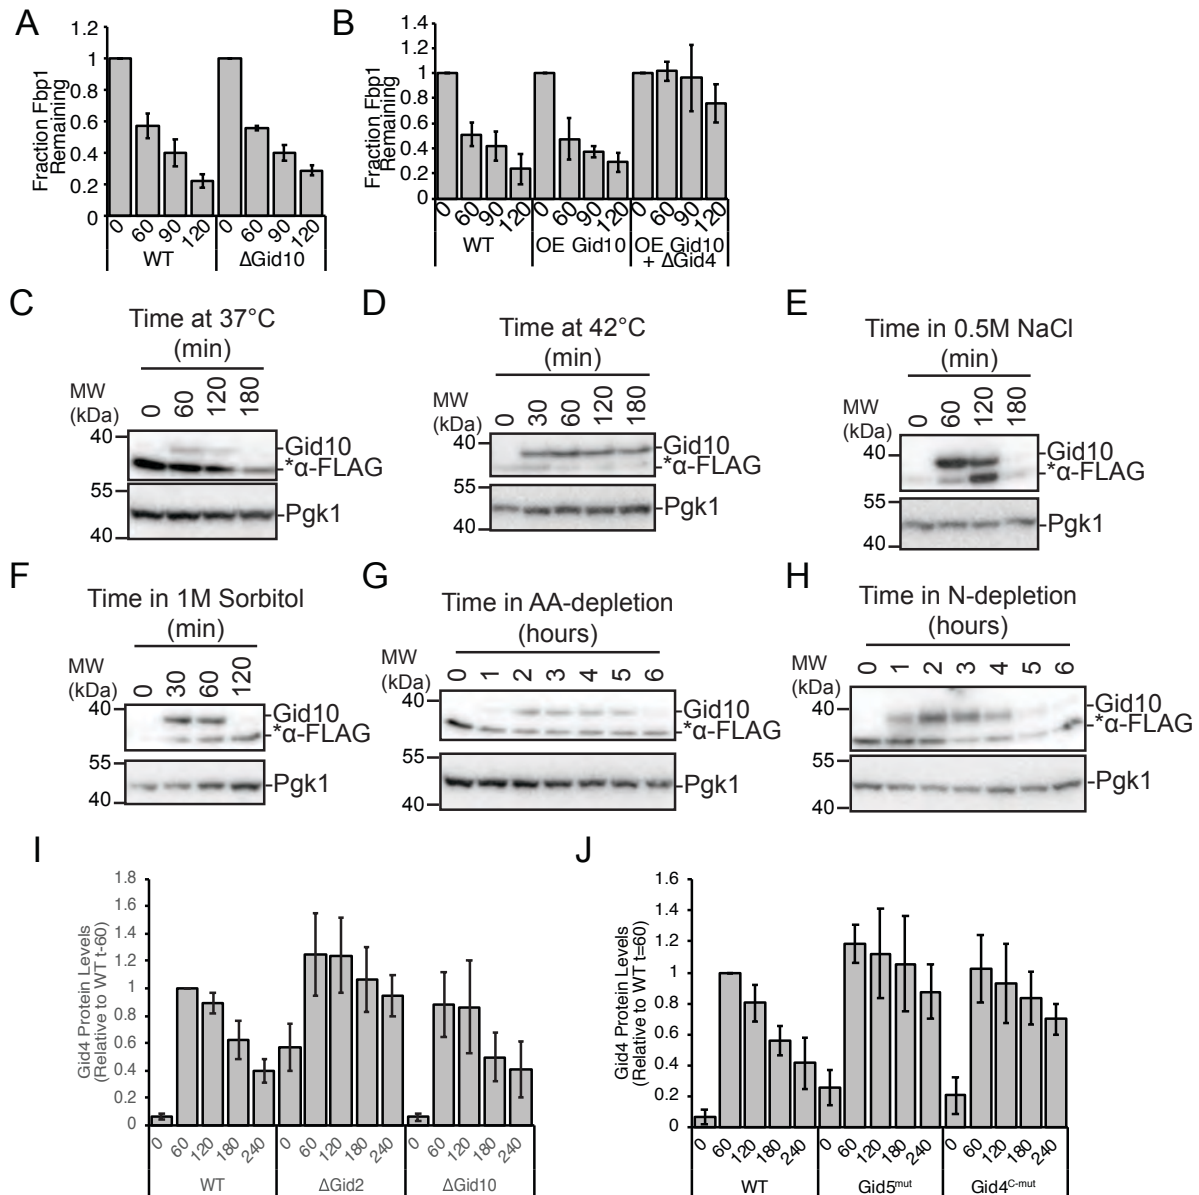 A
Fraction Fbp1
Remaining
1.2
1
0.8
0.6
0.4
0.2
0
0 60 90 120 0 60 90 120
WT ΔGid10
B
Fraction Fbp1
Remaining
1.4
1.2
1
0.8
0.6
0.4
0.2
0
0 60 90 120 0 60 90 120 0 60 90 120
WT OE Gid10 OE Gid10
+ ΔGid4
C
Time at 37°C
(min)
MW
(kDa)
0 60 120 180
40
Gid10
*α-FLAG
55
Pgk1
40
D
Time at 42°C
(min)
MW
(kDa)
0 30 60 120 180
40
Gid10
*α-FLAG
55
Pgk1
40
E
Time in 0.5M NaCl
(min)
MW
(kDa)
0 60 120 180
40
Gid10
*α-FLAG
55
Pgk1
40
F
Time in 1M Sorbitol
(min)
MW
(kDa)
0 30 60 120
40
Gid10
*α-FLAG
55
Pgk1
40
G
Time in AA-depletion
(hours)
MW
(kDa)
0 1 2 3 4 5 6
40
Gid10
*α-FLAG
55
Pgk1
40
H
Time in N-depletion
(hours)
MW
(kDa)
0 1 2 3 4 5 6
40
Gid10
*α-FLAG
55
Pgk1
40
I
Gid4 Protein Levels
(Relative to WT t-60)
1.8
1.6
1.4
1.2
1
0.8
0.6
0.4
0.2
0
0 60 120 180 240 0 60 120 180 240 0 60 120 180 240
WT ΔGid2 ΔGid10
J
Gid4 Protein Levels
(Relative to WT t=60)
1.6
1.4
1.2
1
0.8
0.6
0.4
0.2
0
0 60 120 180 240 0 60 120 180 240 0 60 120 180 240
WT Gid5mut Gid4C-mut